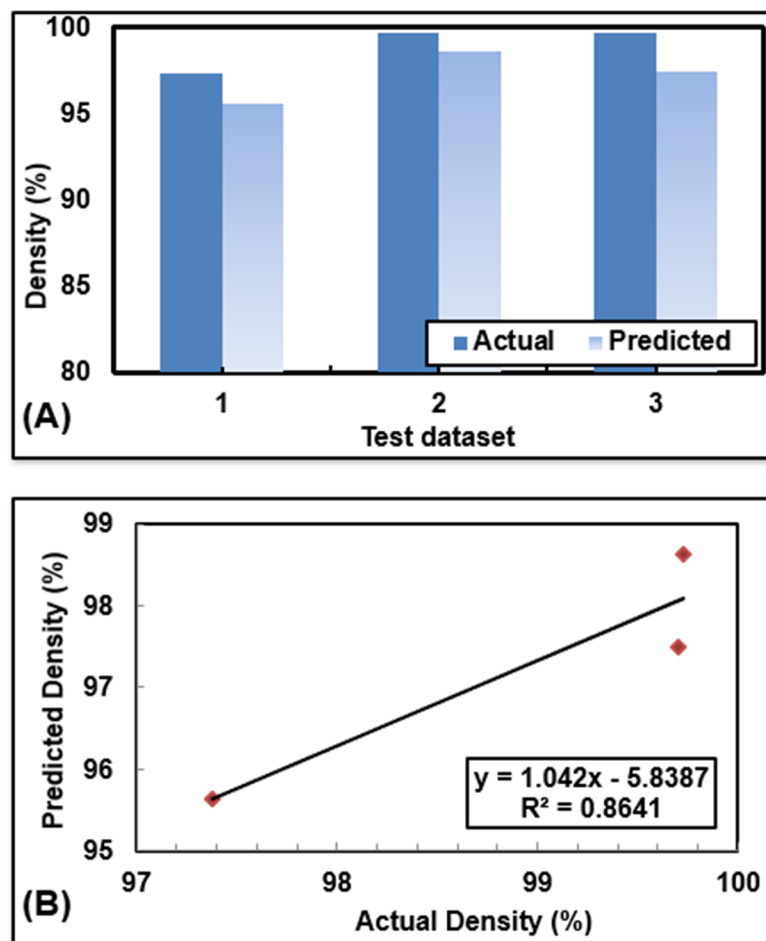 100
95
90
85
80
Density (%)
Actual Predicted
1 2 3
(A)
Test dataset
99
98
97
96
95
Predicted Density (%)
y = 1.042x - 5.8387
R² = 0.8641
97 98 99 100
(B)
Actual Density (%)